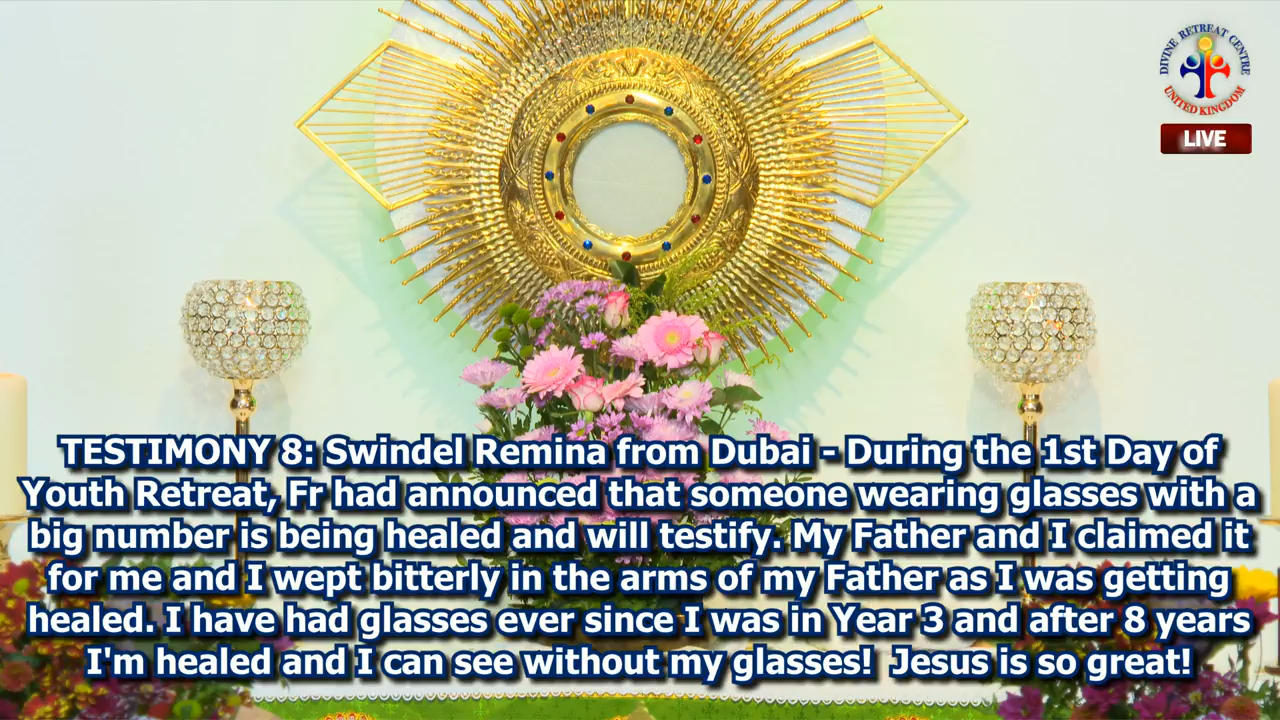 DIVINE RETREAT CENTRE
UNITED KINGDOM
LIVE
TESTIMONY 8: Swindel Remina from Dubai - During the 1st Day of
Youth Retreat, Fr had announced that someone wearing glasses with a
big number is being healed and will testify. My Father and I claimed it
for me and I wept bitterly in the arms of my Father as I was getting
healed. I have had glasses ever since I was in Year 3 and after 8 years
I'm healed and I can see without my glasses!  Jesus is so great!